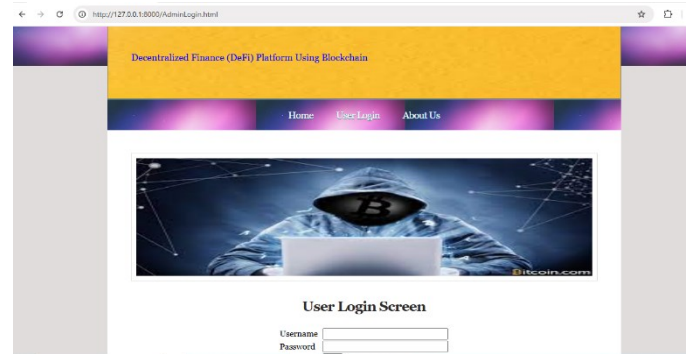 http://127.0.0.1:8000/AdminLogin.html
Decentralized Finance (DeFi) Platform Using Blockchain
Home User Login About Us
Bitcoin.com
User Login Screen
Username
Password